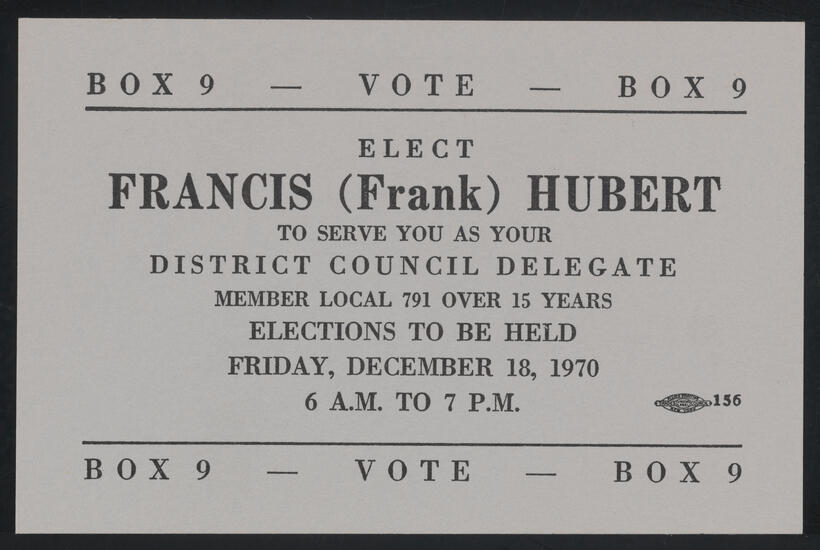 BOX 9 — VOTE — BOX 9
ELECT
FRANCIS (Frank) HUBERT
TO SERVE YOU AS YOUR
DISTRICT COUNCIL DELEGATE
MEMBER LOCAL 791 OVER 15 YEARS
ELECTIONS TO BE HELD
FRIDAY, DECEMBER 18, 1970
6 A.M. TO 7 P.M.
156
BOX 9 — VOTE — BOX 9